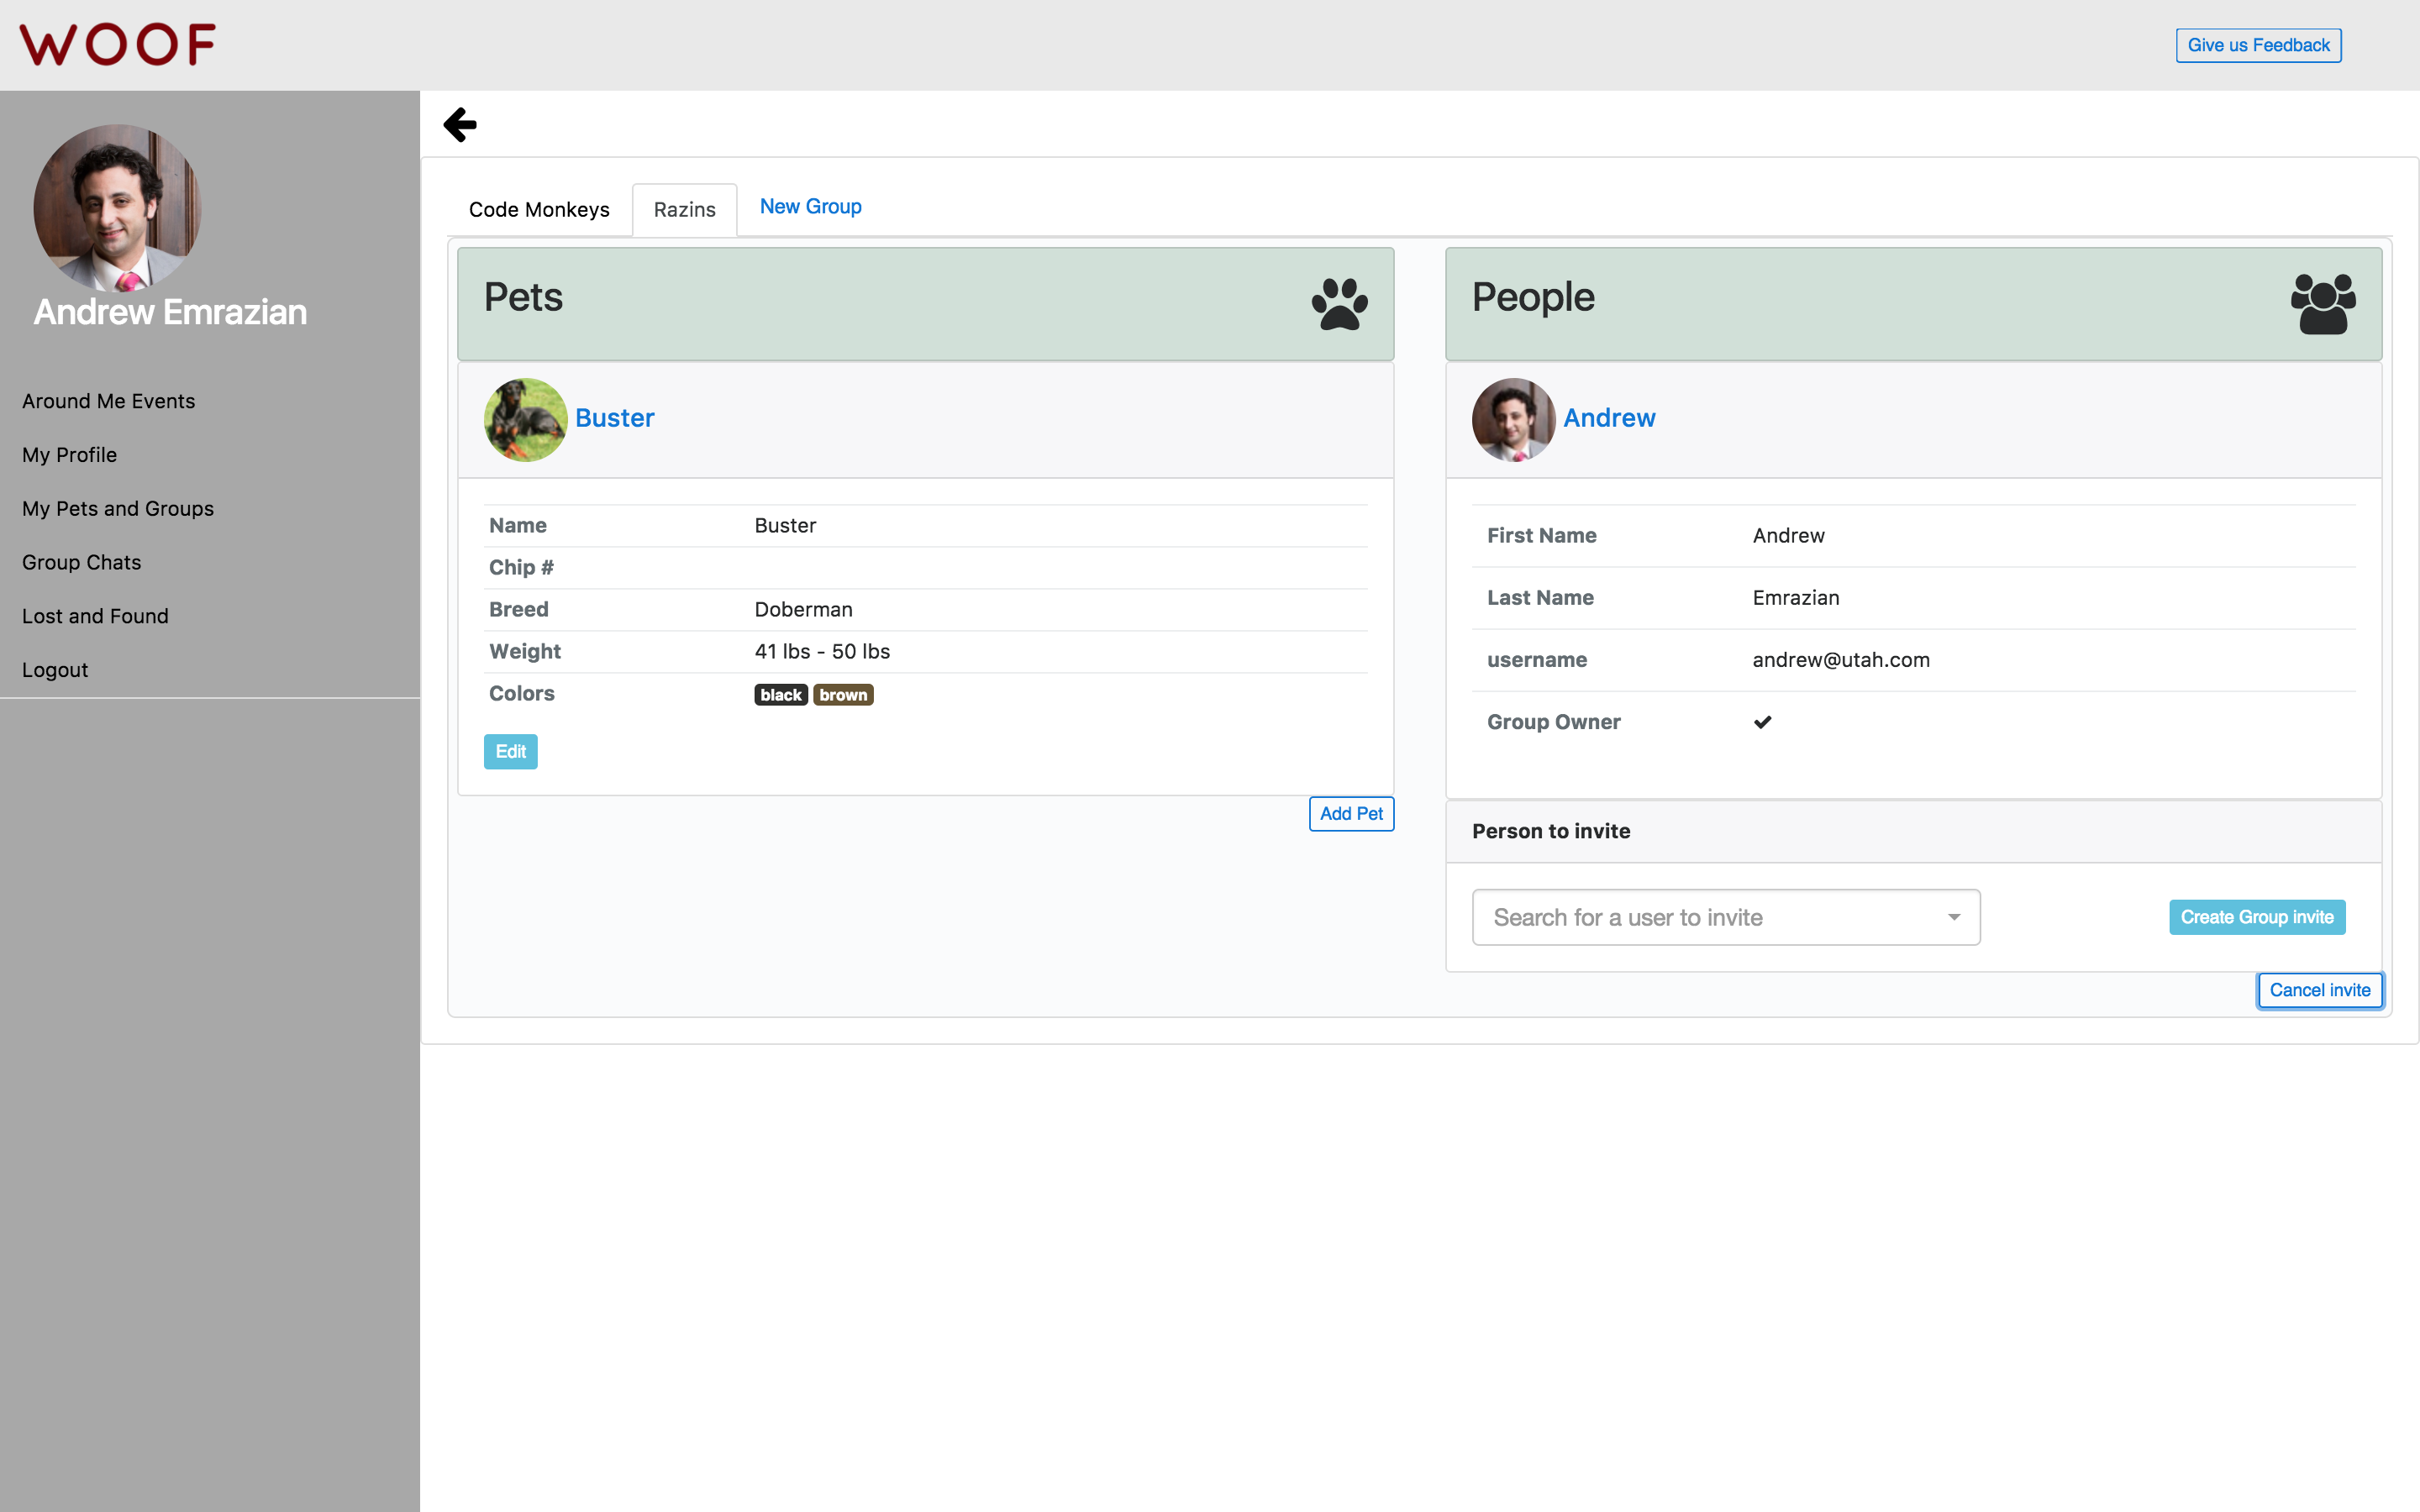 WOOF
Give us Feedback
Andrew Emrazian
Around Me Events
My Profile
My Pets and Groups
Group Chats
Lost and Found
Logout
Code Monkeys
Razins
New Group
Pets
Buster
Name Buster
Chip #
Breed Doberman
Weight 41 lbs - 50 lbs
Colors black brown
Edit
Add Pet
People
Andrew
First Name Andrew
Last Name Emrazian
username andrew@utah.com
Group Owner
Person to invite
Search for a user to invite
Create Group invite
Cancel invite